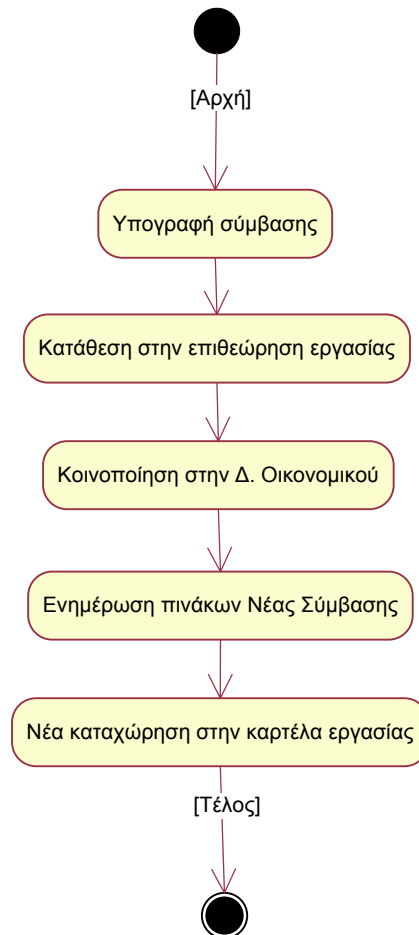 [Αρχή]
Υπογραφή σύμβασης
Κατάθεση στην επιθεώρηση εργασίας
Κοινοποίηση στην Δ. Οικονομικού
Ενημέρωση πινάκων Νέας Σύμβασης
Νέα καταχώρηση στην καρτέλα εργασίας
[Τέλος]